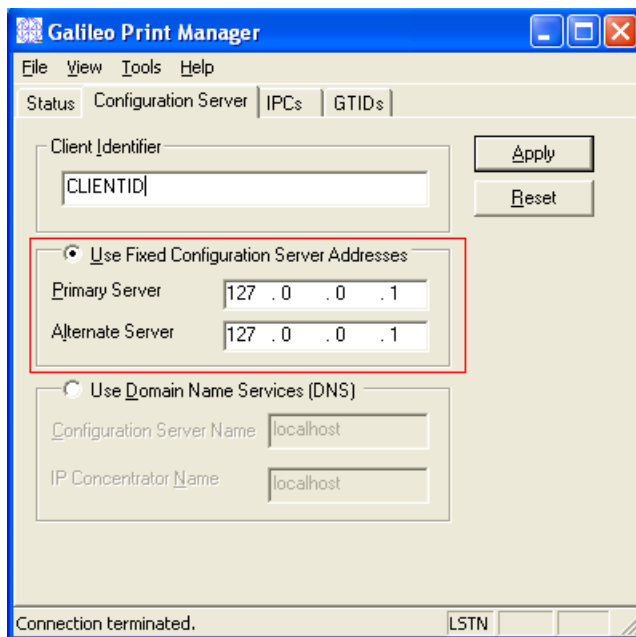 Galileo Print Manager
File View Tools Help
Status Configuration Server IPCs GTIDs
Client Identifier
CLIENTID
Apply
Reset
Use Fixed Configuration Server Addresses
Primary Server 127 . 0 . 0 . 1
Alternate Server 127 . 0 . 0 . 1
Use Domain Name Services (DNS)
Configuration Server Name localhost
IP Concentrator Name localhost
Connection terminated. LSTN